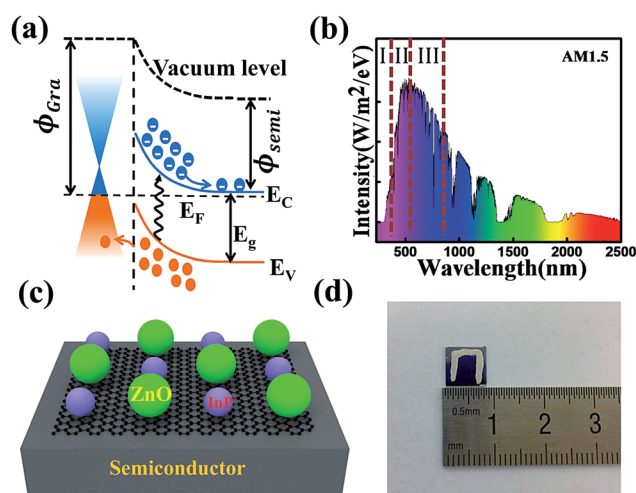 (a)
Vacuum level
ϕGra
ϕsemi
EC
EF
Eg
EV
(b)
I II III
AM1.5
Intensity(W/m²/eV)
500 1000 1500 2000 2500
Wavelength(nm)
(c)
ZnO
InP
Semiconductor
(d)
0.5mm
1 2 3
mm